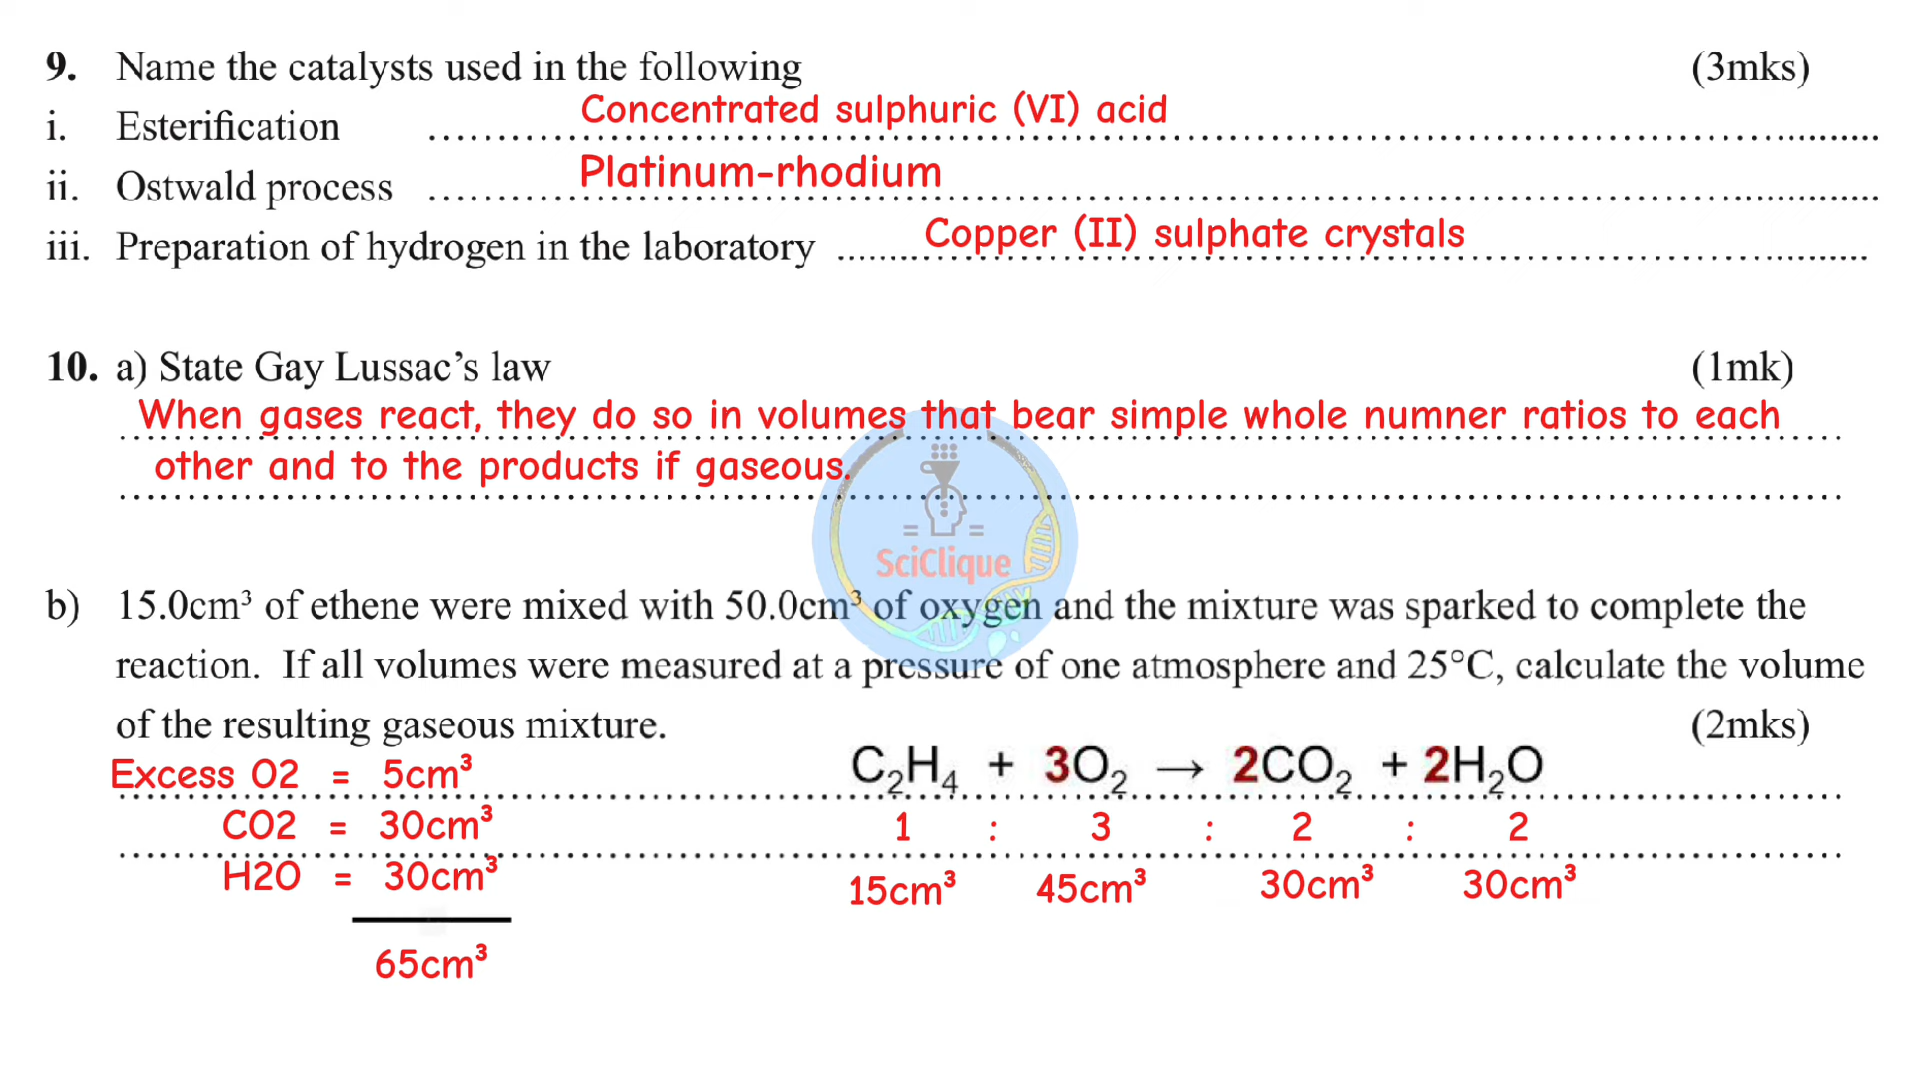 9. Name the catalysts used in the following (3mks)
i. Esterification Concentrated sulphuric (VI) acid
ii. Ostwald process Platinum-rhodium
iii. Preparation of hydrogen in the laboratory Copper (II) sulphate crystals
10. a) State Gay Lussac's law (1mk)
When gases react, they do so in volumes that bear simple whole numner ratios to each
other and to the products if gaseous.
SciClique
b) 15.0cm³ of ethene were mixed with 50.0cm³ of oxygen and the mixture was sparked to complete the
reaction. If all volumes were measured at a pressure of one atmosphere and 25°C, calculate the volume
of the resulting gaseous mixture. (2mks)
Excess O2 = 5cm³ C₂H₄ + 3O₂ → 2CO₂ + 2H₂O
CO2 = 30cm³ 1 : 3 : 2 : 2
H2O = 30cm³ 15cm³ 45cm³ 30cm³ 30cm³
65cm³